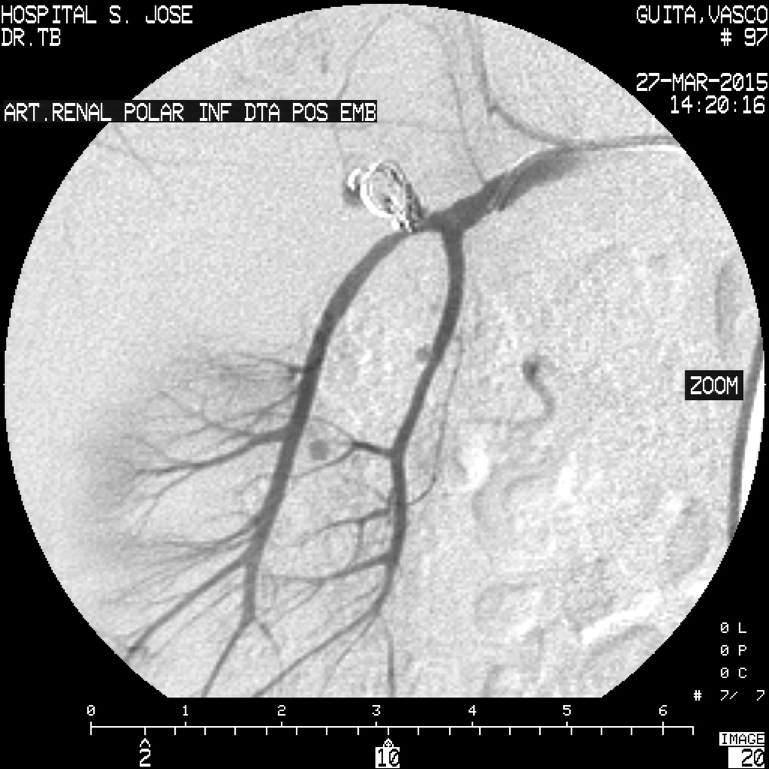 HOSPITAL S. JOSE
DR.TB
GUITA.VASCO
# 97
27-MAR-2015
14:20:16
ART.RENAL POLAR INF DTA POS EMB
ZOOM
0 L
0 P
0 C
# 7/ 7
0 1 2 3 4 5 6
2 10
IMAGE
20